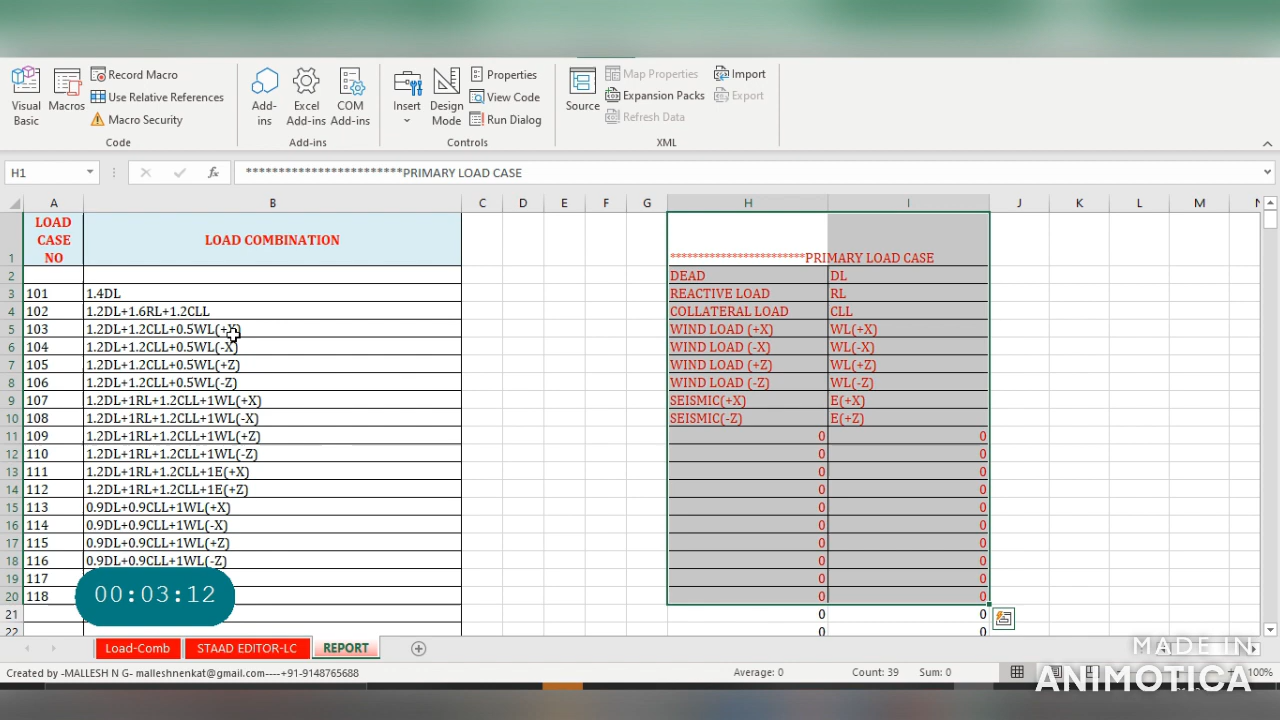 Visual Basic
Macros
Record Macro
Use Relative References
Macro Security
Code
Add-ins
Excel Add-ins
COM Add-ins
Add-ins
Insert
Design Mode
Properties
View Code
Run Dialog
Controls
Source
Map Properties
Expansion Packs
Refresh Data
Import
Export
XML
H1
fx
************************PRIMARY LOAD CASE
A B C D E F G H I J K L M N
LOAD CASE NO
LOAD COMBINATION
1 ************************PRIMARY LOAD CASE
2 DEAD DL
3 101 1.4DL REACTIVE LOAD RL
4 102 1.2DL+1.6RL+1.2CLL COLLATERAL LOAD CLL
5 103 1.2DL+1.2CLL+0.5WL(+X) WIND LOAD (+X) WL(+X)
6 104 1.2DL+1.2CLL+0.5WL(-X) WIND LOAD (-X) WL(-X)
7 105 1.2DL+1.2CLL+0.5WL(+Z) WIND LOAD (+Z) WL(+Z)
8 106 1.2DL+1.2CLL+0.5WL(-Z) WIND LOAD (-Z) WL(-Z)
9 107 1.2DL+1RL+1.2CLL+1WL(+X) SEISMIC(+X) E(+X)
10 108 1.2DL+1RL+1.2CLL+1WL(-X) SEISMIC(-Z) E(+Z)
11 109 1.2DL+1RL+1.2CLL+1WL(+Z) 0 0
12 110 1.2DL+1RL+1.2CLL+1WL(-Z) 0 0
13 111 1.2DL+1RL+1.2CLL+1E(+X) 0 0
14 112 1.2DL+1RL+1.2CLL+1E(+Z) 0 0
15 113 0.9DL+0.9CLL+1WL(+X) 0 0
16 114 0.9DL+0.9CLL+1WL(-X) 0 0
17 115 0.9DL+0.9CLL+1WL(+Z) 0 0
18 116 0.9DL+0.9CLL+1WL(-Z) 0 0
19 117 0 0
20 118 0 0
21 0 0
22 0 0
00:03:12
Load-Comb STAAD EDITOR-LC REPORT
Created by -MALLESH N G- malleshnenkat@gmail.com----+91-9148765688
Average: 0 Count: 39 Sum: 0
100%
MADE IN
ANIMOTICA